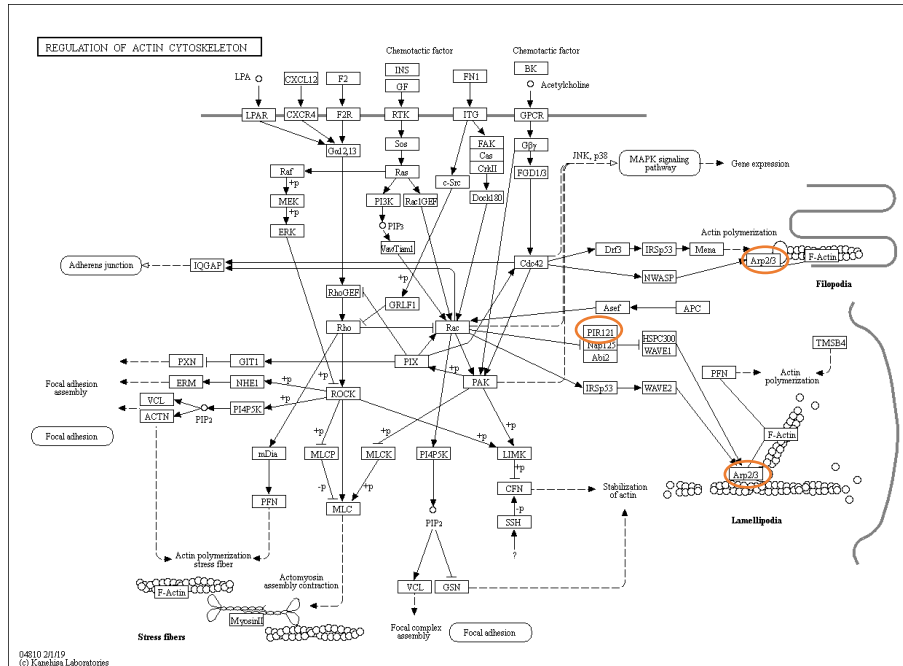 REGULATION OF ACTIN CYTOSKELETON
Chemotactic factor
Chemotactic factor
LPA
CXCL12
F2
INS
GF
FN1
BK
Acetylcholine
LPAR
CXCR4
F2R
RTK
ITG
GPCR
Gα12,13
Sos
FAK
Cas
CrkII
Gβγ
JNK, p38
MAPK signaling
pathway
Gene expression
Raf
Ras
c-Src
FGD1/3
+p
MEK
PI3K
Rac1GEF
Dock180
+p
ERK
PIP3
Vav/Tiam1
Actin polymerization
Drf3
IRSp53
Mena
Arp2/3
F-Actin
Adherens junction
IQGAP
+p
Cdc42
NWASP
Filopodia
RhoGEF
GRLF1
Asef
APC
Rho
Rac
PIR121
Nap125
Abi2
HSPC300
WAVE1
TMSB4
PXN
GIT1
PIX
PFN
Actin
polymerization
Focal adhesion
assembly
ERM
NHE1
+p
ROCK
+p
PAK
IRSp53
WAVE2
VCL
ACTN
PIP2
PI4P5K
+p
Focal adhesion
+p
+p
+p
F-Actin
mDia
MLCP
MLCK
PI4P5K
LIMK
+p
Arp2/3
PFN
-p
+p
CFN
Stabilization
of actin
MLC
-p
Lamellipodia
PIP2
SSH
?
Actin polymerization
stress fiber
Actomyosin
assembly contraction
F-Actin
VCL
GSN
MyosinII
Stress fibers
Focal complex
assembly
Focal adhesion
04810 2/1/19
(c) Kanehisa Laboratories